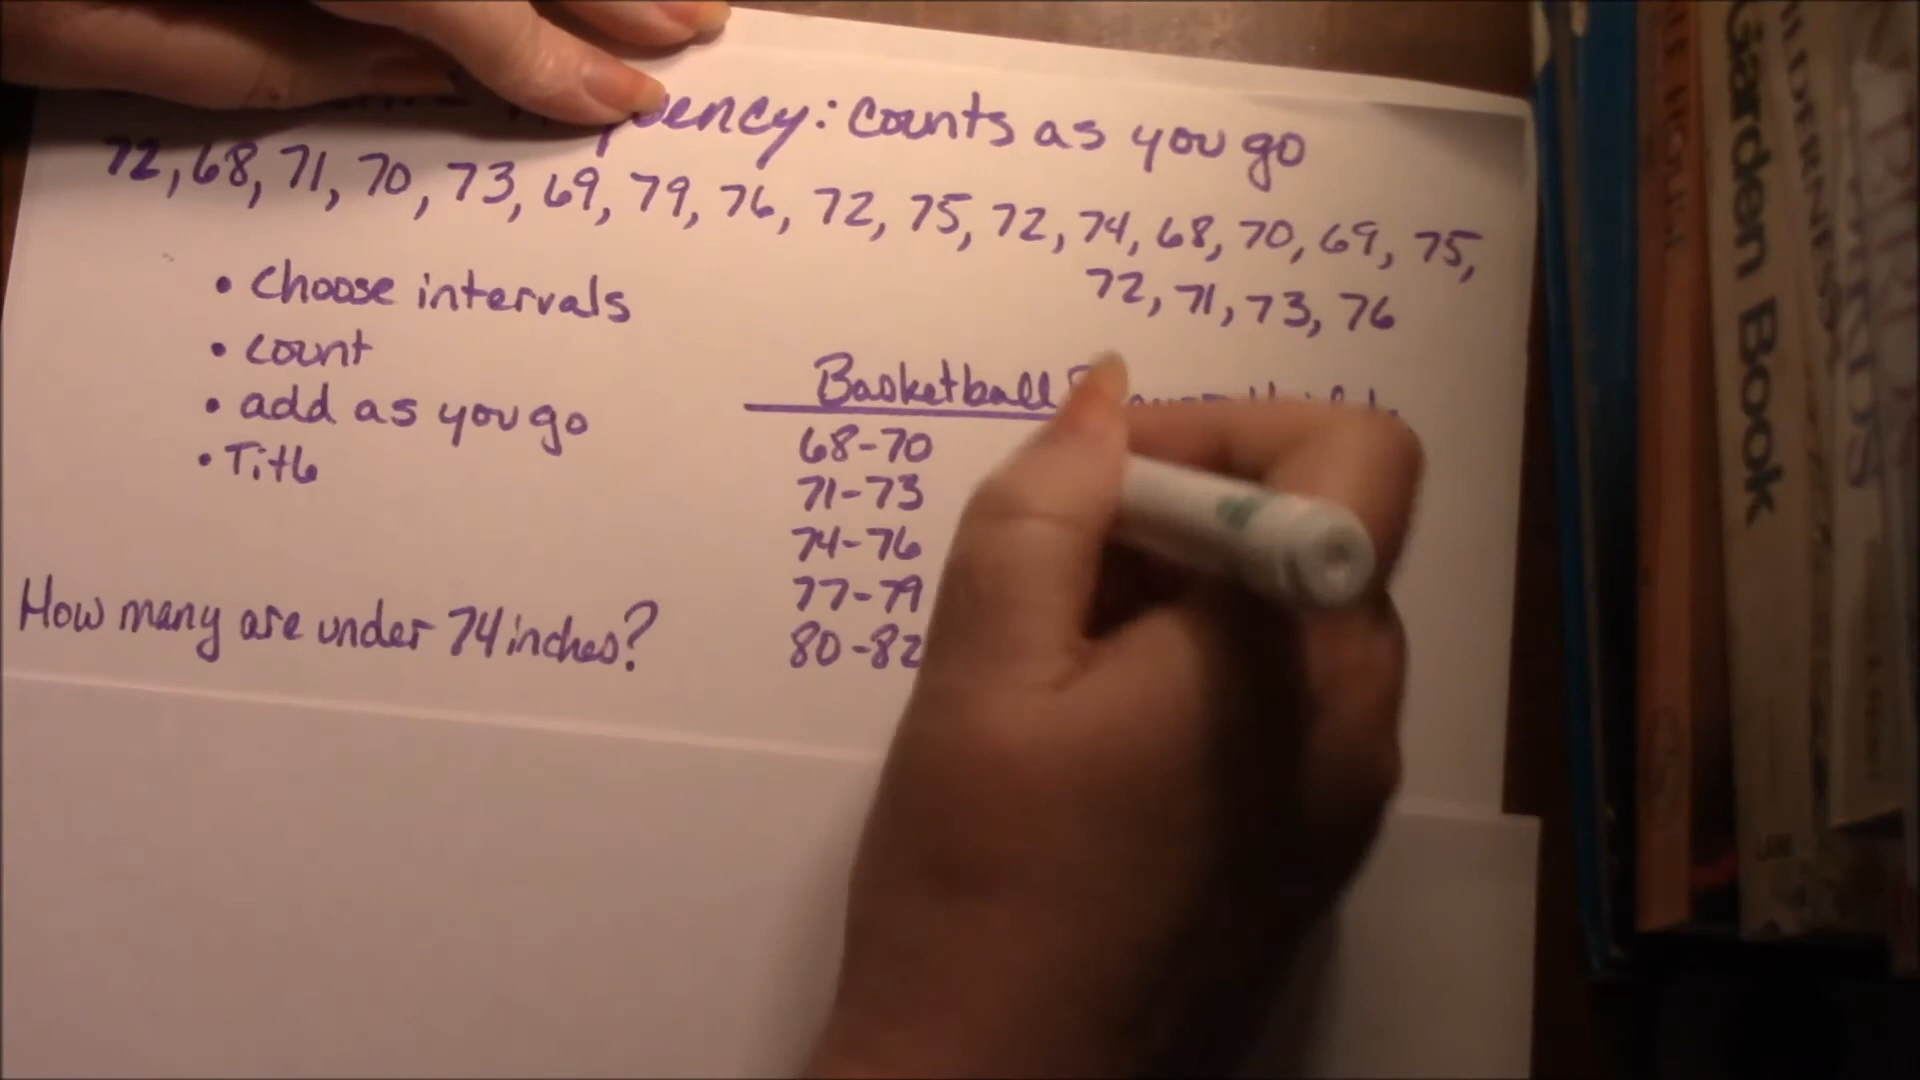 quency: counts as you go
72, 68, 71, 70, 73, 69, 79, 76, 72, 75, 72, 74, 68, 70, 69, 75,
72, 71, 73, 76
• Choose intervals
• count
• add as you go
• Title
How many are under 74 inches?
Basketball
68-70
71-73
74-76
77-79
80-82
Garden Book